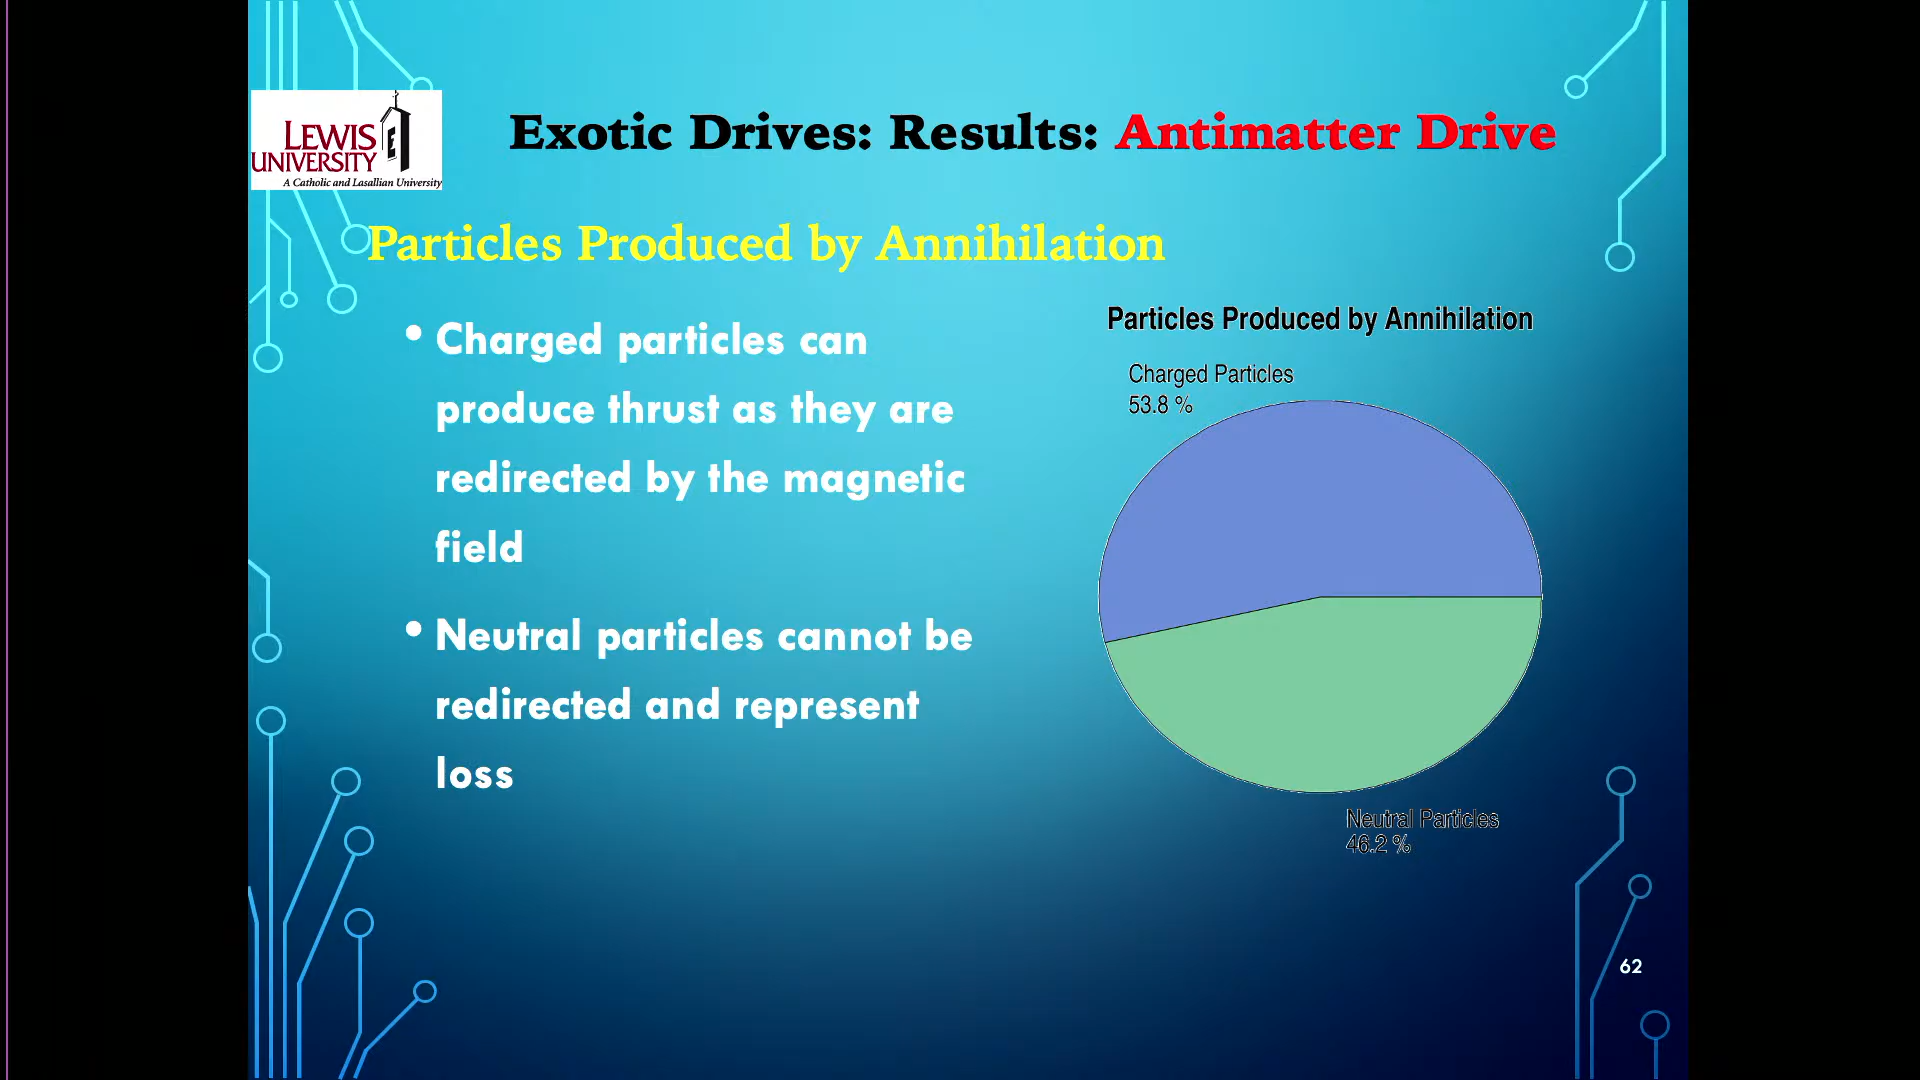 LEWIS
UNIVERSITY
A Catholic and Lasallian University
Exotic Drives: Results: Antimatter Drive
Particles Produced by Annihilation
• Charged particles can
produce thrust as they are
redirected by the magnetic
field
• Neutral particles cannot be
redirected and represent
loss
Particles Produced by Annihilation
Charged Particles
53.8 %
Neutral Particles
46.2 %
62